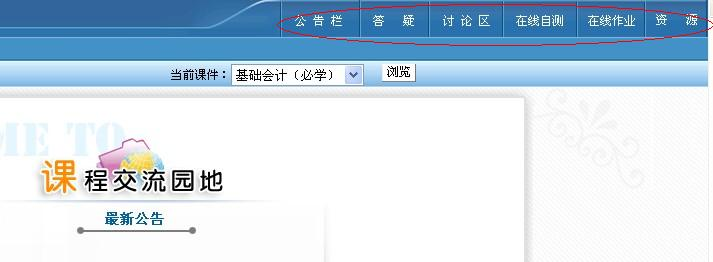 公告栏 答疑 讨论区 在线自测 在线作业 资源
当前课件： 基础会计（必学） 浏览
ME TO
课程交流园地
最新公告